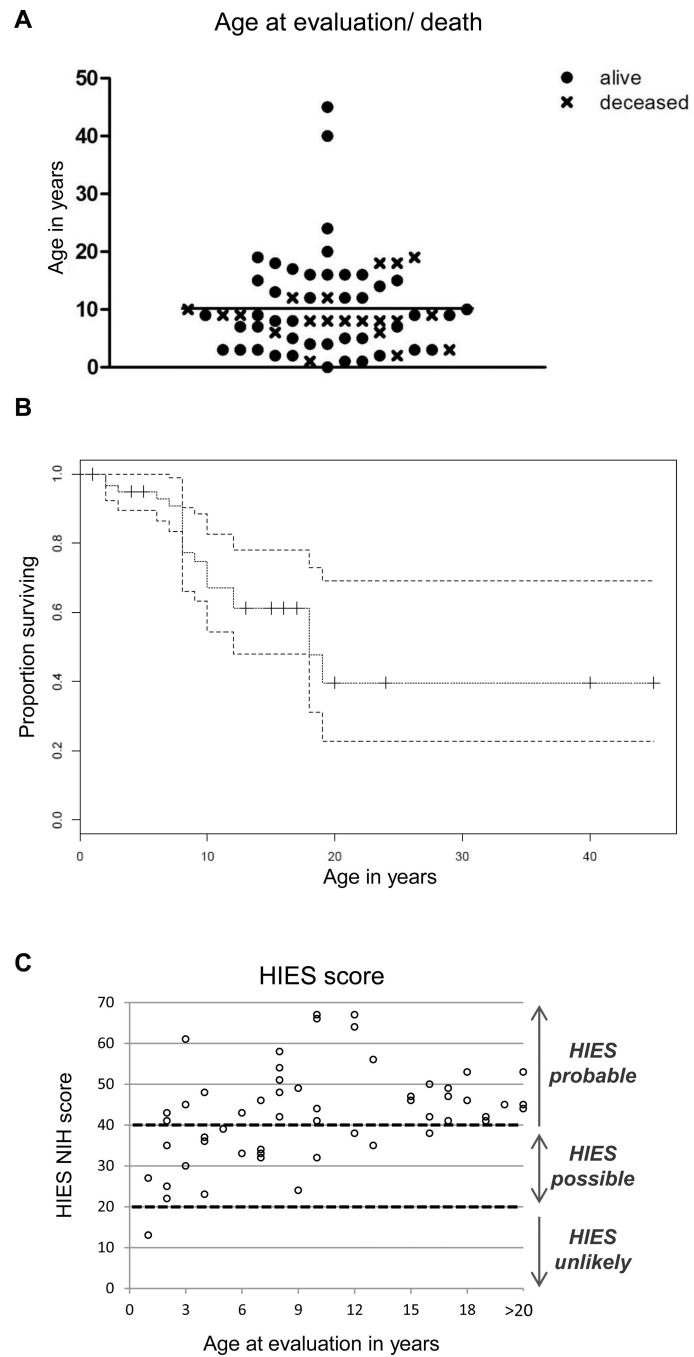 A
Age at evaluation/ death
alive
deceased
Age in years
50
40
30
20
10
0
B
Proportion surviving
1.0
0.8
0.6
0.4
0.2
0.0
0 10 20 30 40
Age in years
C
HIES score
HIES NIH score
70
60
50
40
30
20
10
0
0 3 6 9 12 15 18 >20
Age at evaluation in years
HIES
probable
HIES
possible
HIES
unlikely